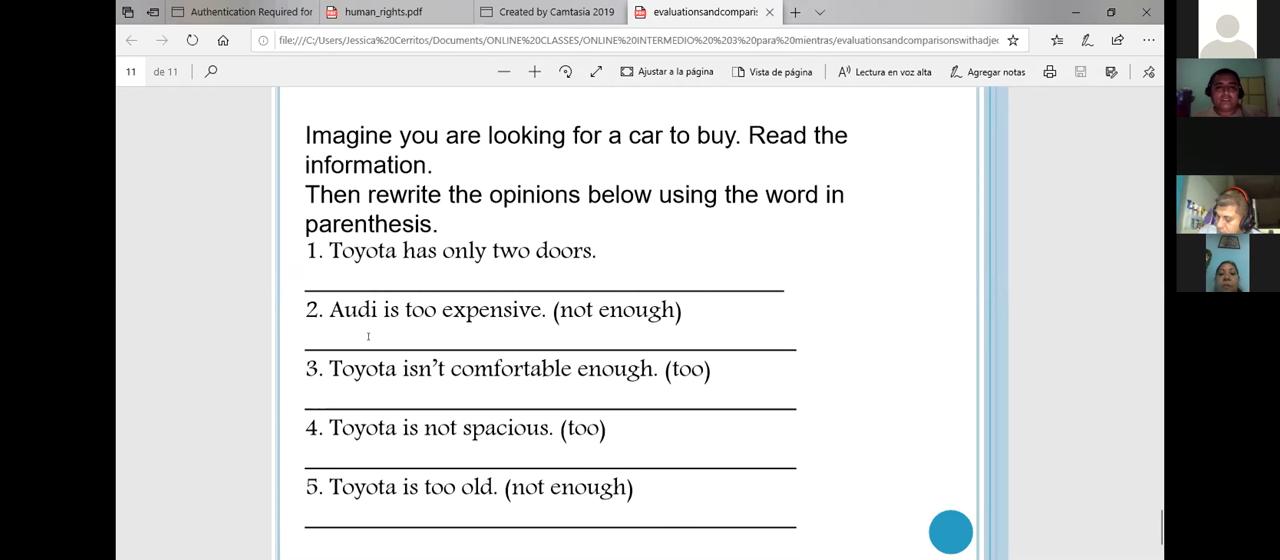 Authentication Required for
human_rights.pdf
Created by Camtasia 2019
evaluationsandcomparis
file:///C:/Users/Jessica%20Cerritos/Documents/ONLINE%20CLASSES/ONLINE%20INTERMEDIO%20%203%20para%20mientras/evaluationsandcomparisonswithadjec
11 de 11
Ajustar a la página
Vista de página
Lectura en voz alta
Agregar notas
Imagine you are looking for a car to buy. Read the
information.
Then rewrite the opinions below using the word in
parenthesis.
1. Toyota has only two doors.
2. Audi is too expensive. (not enough)
3. Toyota isn't comfortable enough. (too)
4. Toyota is not spacious. (too)
5. Toyota is too old. (not enough)